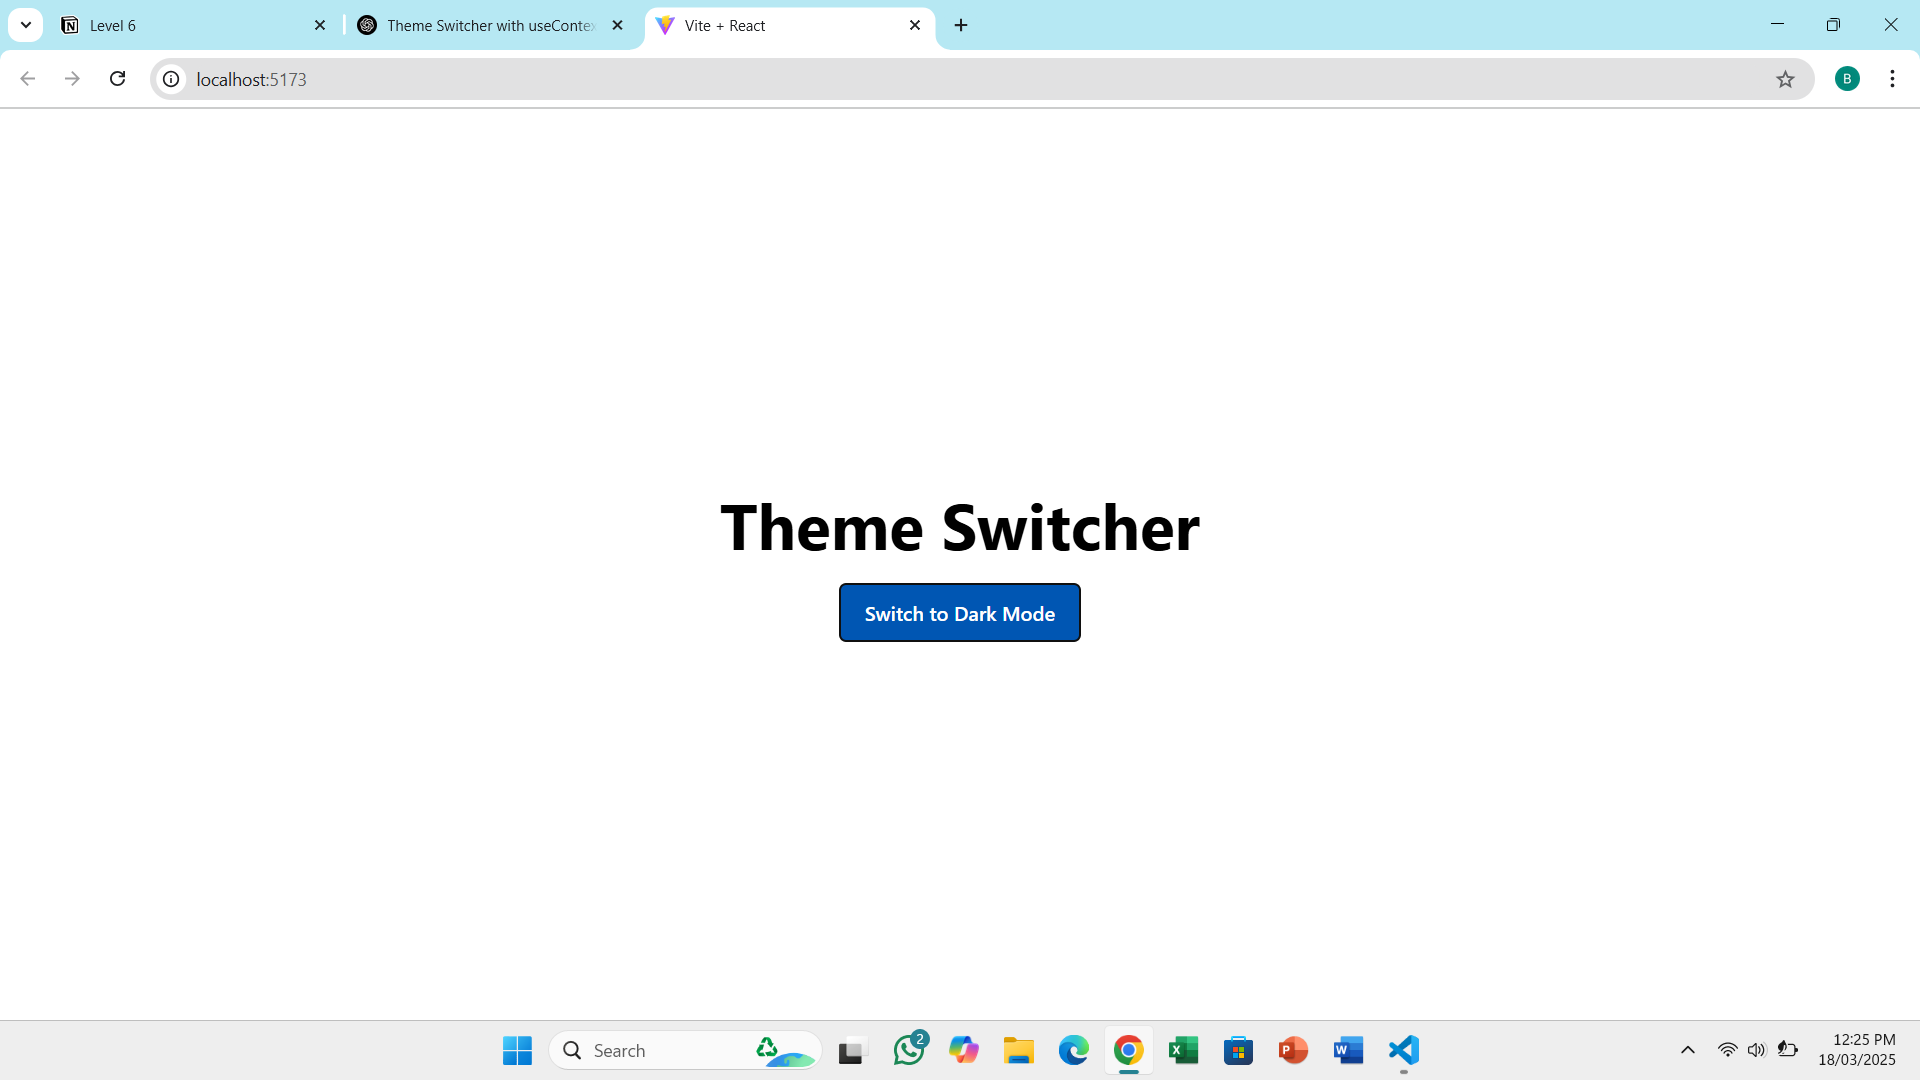 Level 6
Theme Switcher with useContex
Vite + React
localhost:5173
B
Theme Switcher
Switch to Dark Mode
Search
2
12:25 PM
18/03/2025